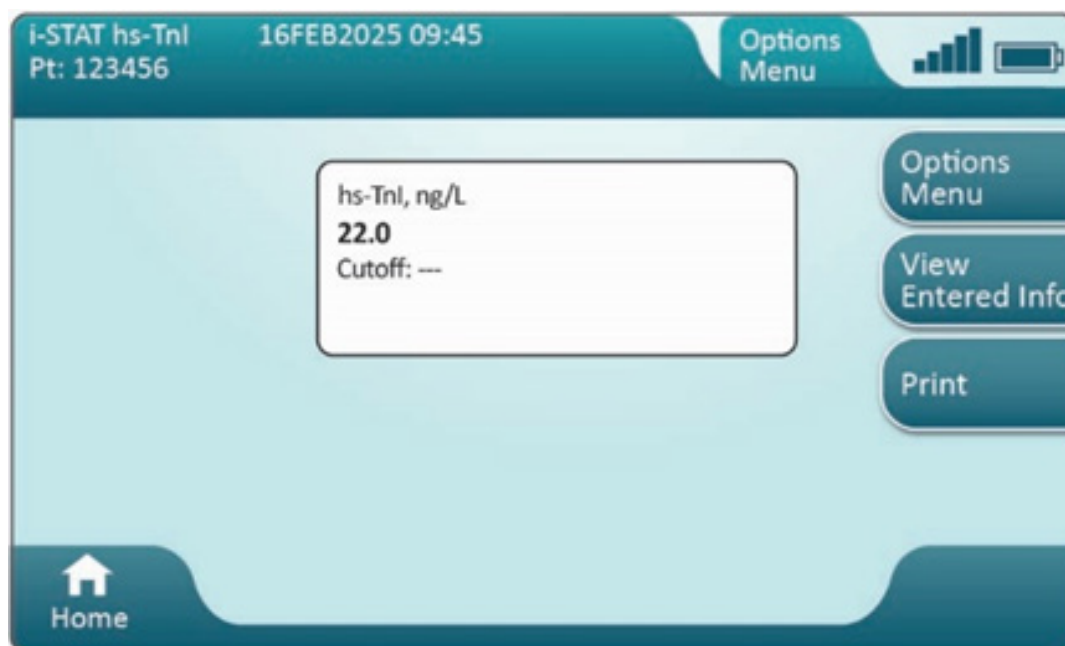 i-STAT hs-TnI 16FEB2025 09:45
Pt: 123456
Options
Menu
hs-TnI, ng/L
22.0
Cutoff: ---
Options
Menu
View
Entered Info
Print
Home